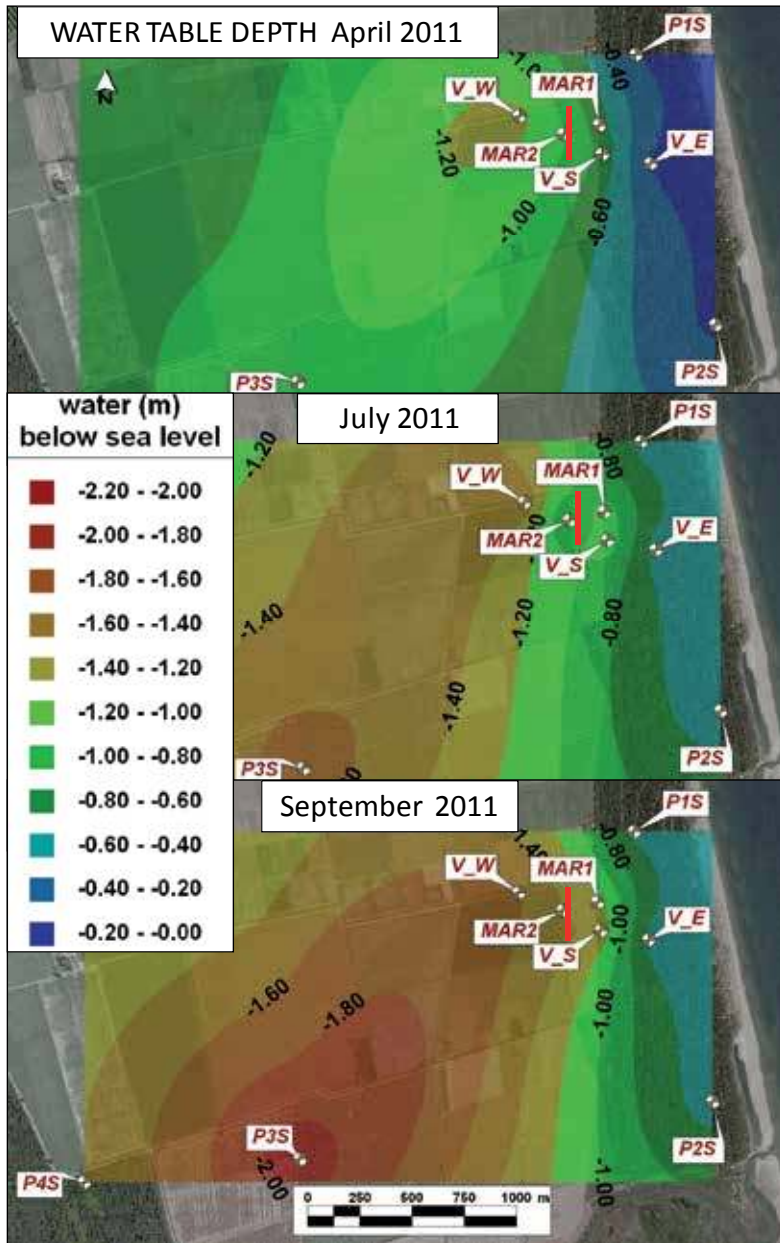 WATER TABLE DEPTH April 2011
P1S
-0.40
-1.0
MAR1
V_W
Z
MAR2
V_E
-1.20
V_S
-1.00
-0.60
P2S
P3S
water (m)
below sea level
-2.20 - -2.00
-2.00 - -1.80
-1.80 - -1.60
-1.60 - -1.40
-1.40 - -1.20
-1.20 - -1.00
-1.00 - -0.80
-0.80 - -0.60
-0.60 - -0.40
-0.40 - -0.20
-0.20 - -0.00
July 2011
P1S
-1.20
-0.80
V_W
MAR1
MAR2
V_E
V_S
-1.40
-1.20
-0.80
-1.40
P2S
P3S
September 2011
P1S
-1.40
-0.80
V_W
MAR1
MAR2
-1.00
V_E
V_S
-1.60
-1.80
-1.00
P2S
P3S
P4S
-2.00
-1.00
0 250 500 750 1000 m